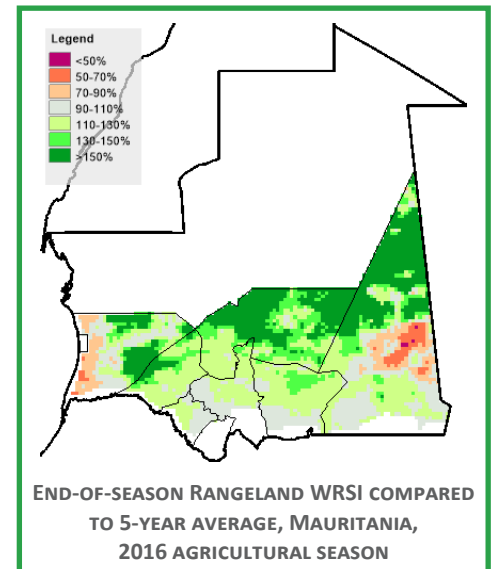 Legend
<50%
50-70%
70-90%
90-110%
110-130%
130-150%
>150%
END-OF-SEASON RANGELAND WRSI COMPARED
TO 5-YEAR AVERAGE, MAURITANIA,
2016 AGRICULTURAL SEASON